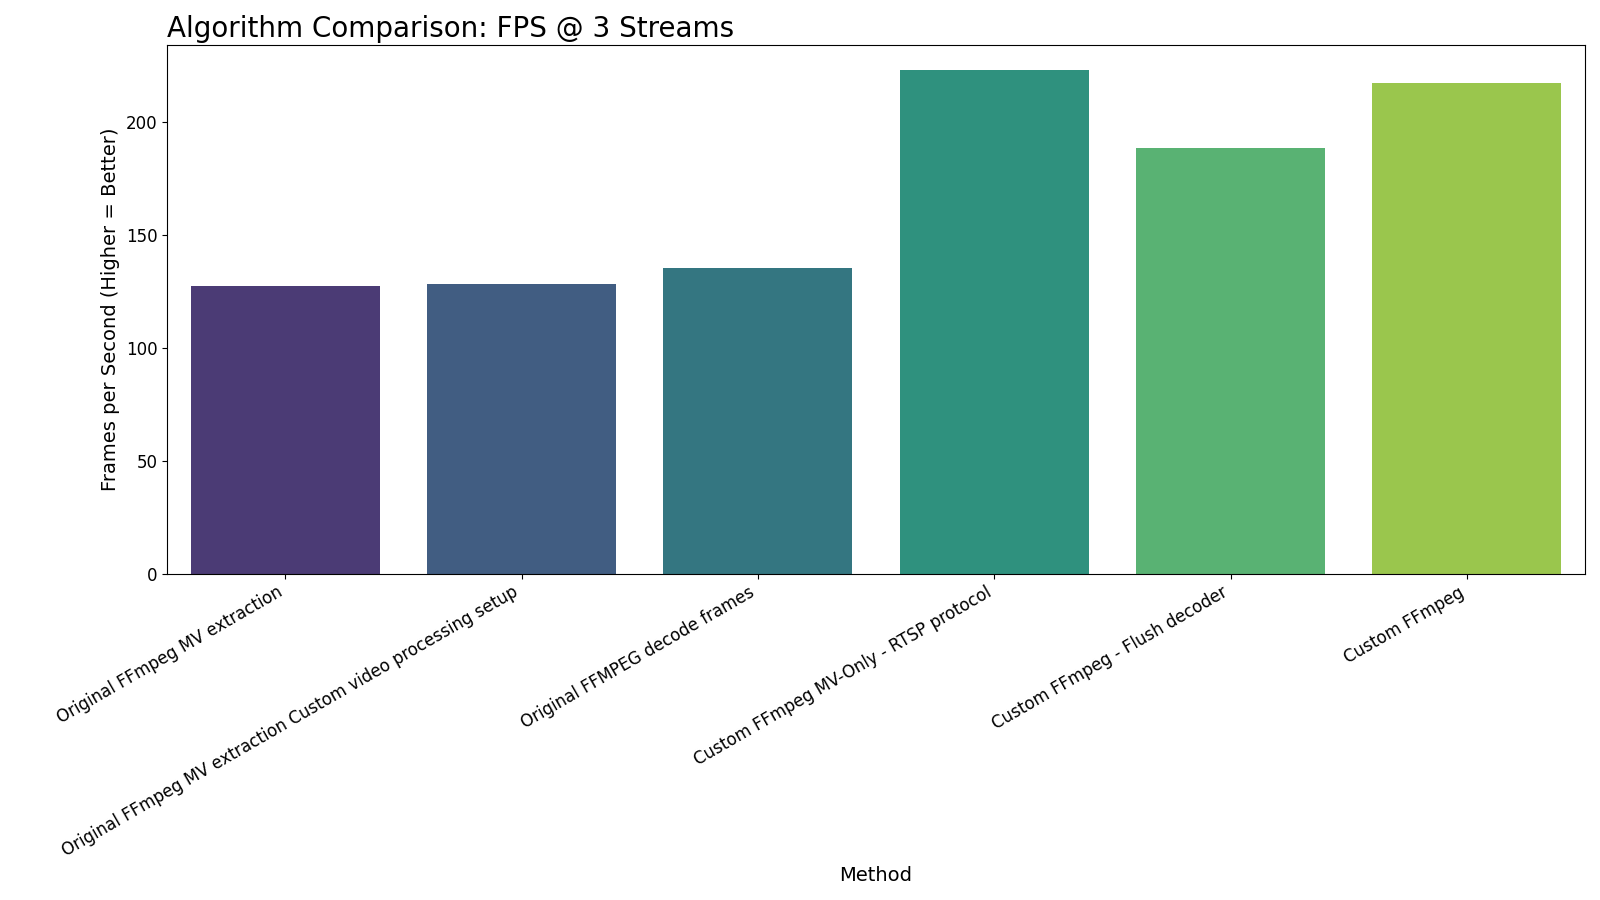 Algorithm Comparison: FPS @ 3 Streams
Frames per Second (Higher = Better)
200
150
100
50
0
Original FFmpeg MV extraction
Original FFmpeg MV extraction Custom video processing setup
Original FFMPEG decode frames
Custom FFmpeg MV-Only - RTSP protocol
Custom FFmpeg - Flush decoder
Custom FFmpeg
Method